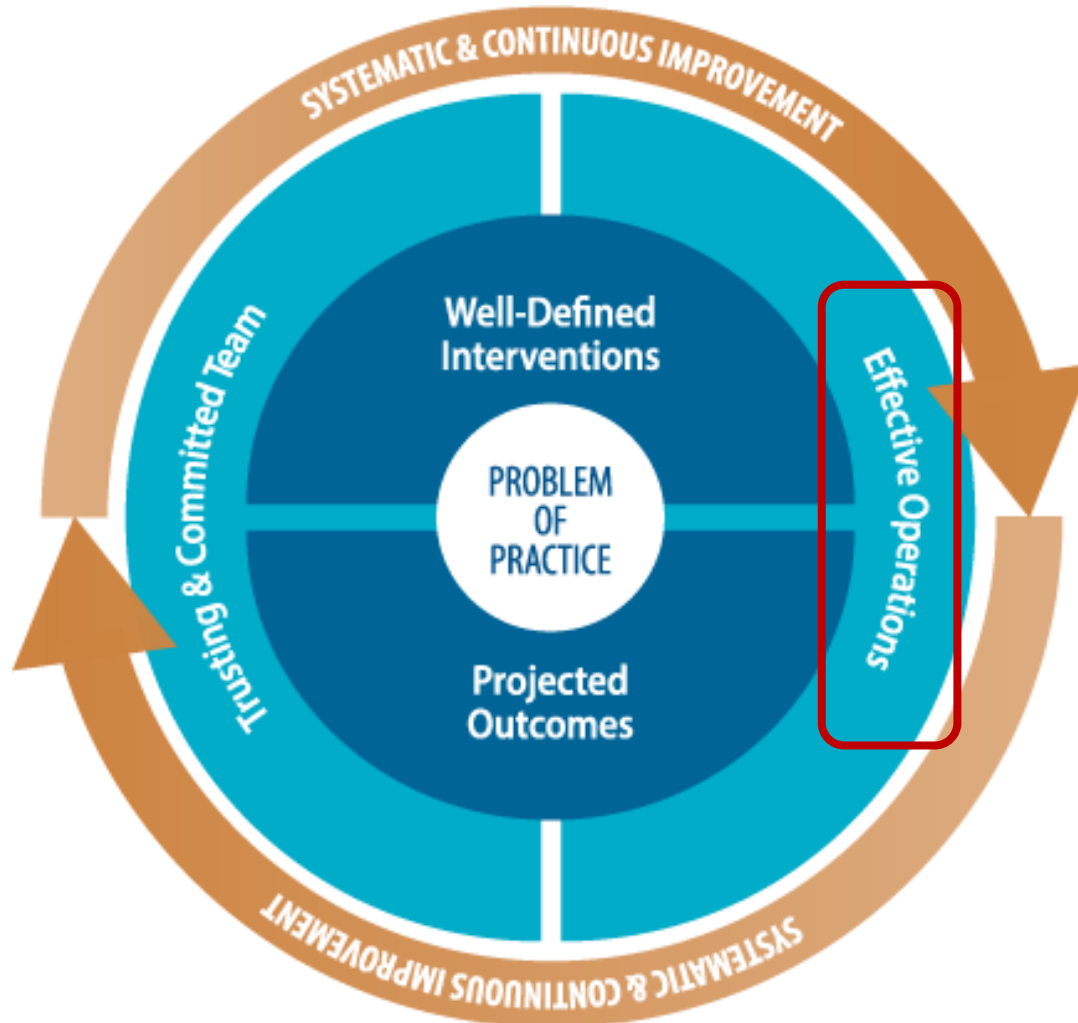 SYSTEMATIC & CONTINUOUS IMPROVEMENT
Well-Defined
Interventions
Trusting & Committed Team
PROBLEM
OF
PRACTICE
Effective Operations
Projected
Outcomes
SYSTEMATIC & CONTINUOUS IMPROVEMENT